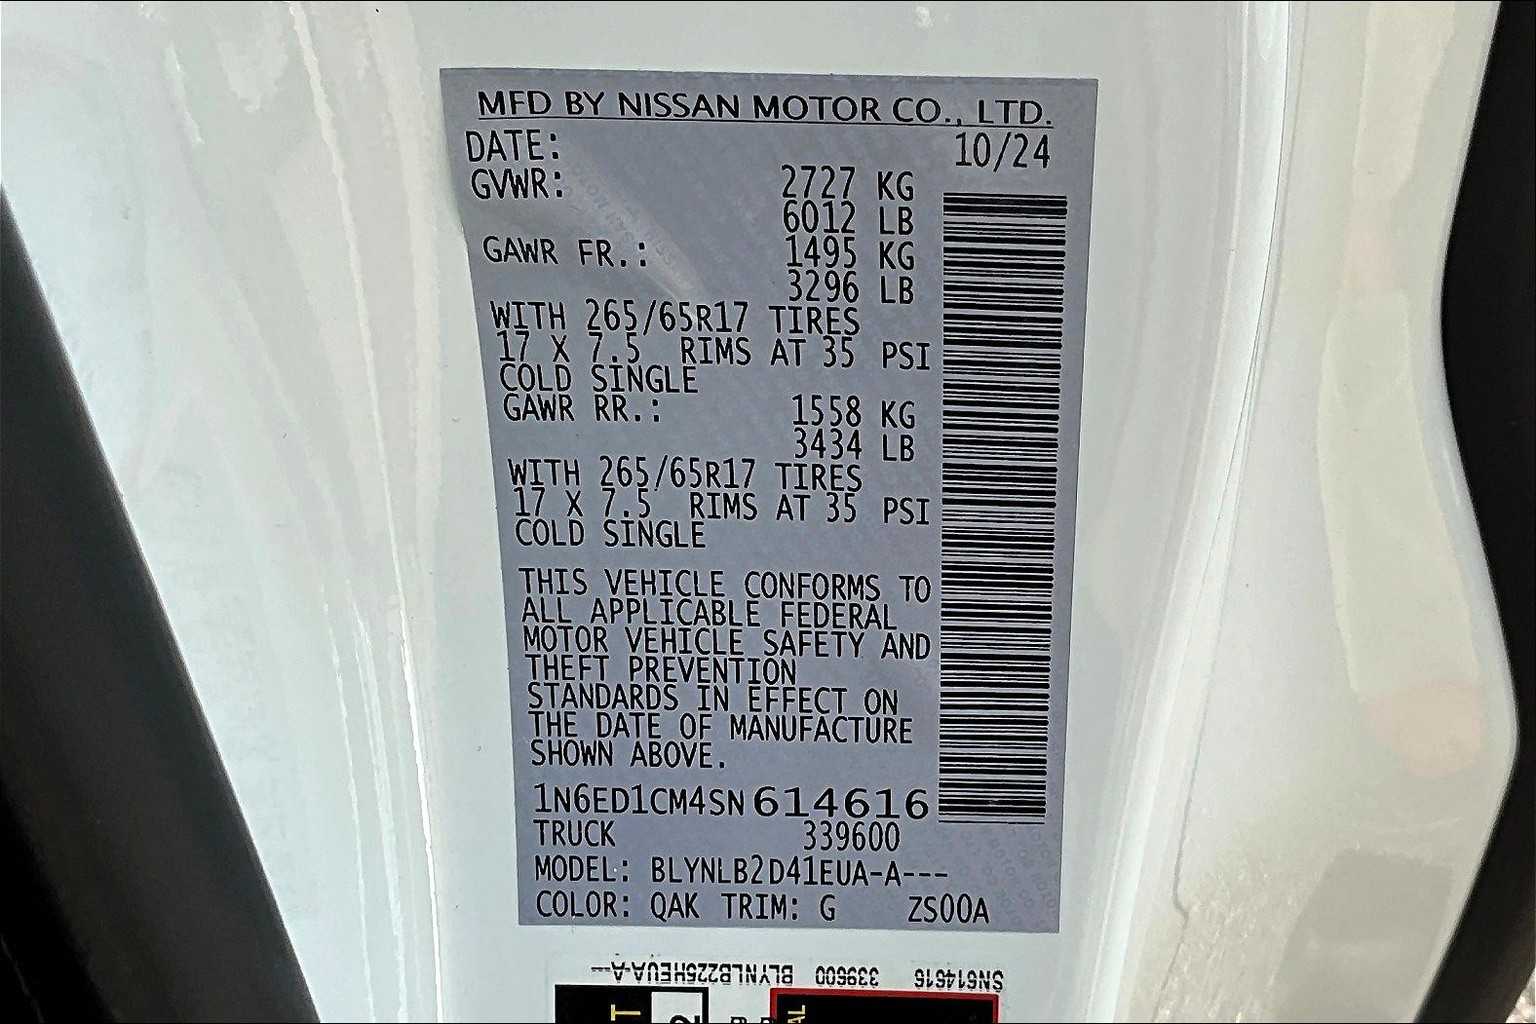 MFD BY NISSAN MOTOR CO., LTD.
DATE: 10/24
GVWR: 2727 KG
6012 LB
GAWR FR.: 1495 KG
3296 LB
WITH 265/65R17 TIRES
17 X 7.5 RIMS AT 35 PSI
COLD SINGLE
GAWR RR.: 1558 KG
3434 LB
WITH 265/65R17 TIRES
17 X 7.5 RIMS AT 35 PSI
COLD SINGLE
THIS VEHICLE CONFORMS TO
ALL APPLICABLE FEDERAL
MOTOR VEHICLE SAFETY AND
THEFT PREVENTION
STANDARDS IN EFFECT ON
THE DATE OF MANUFACTURE
SHOWN ABOVE.
1N6ED1CM4SN614616
TRUCK 339600
MODEL: BLYNLB2D41EUA-A---
COLOR: QAK TRIM: G ZS00A
SN614616 339600 BLYNLB225HEUA-A---